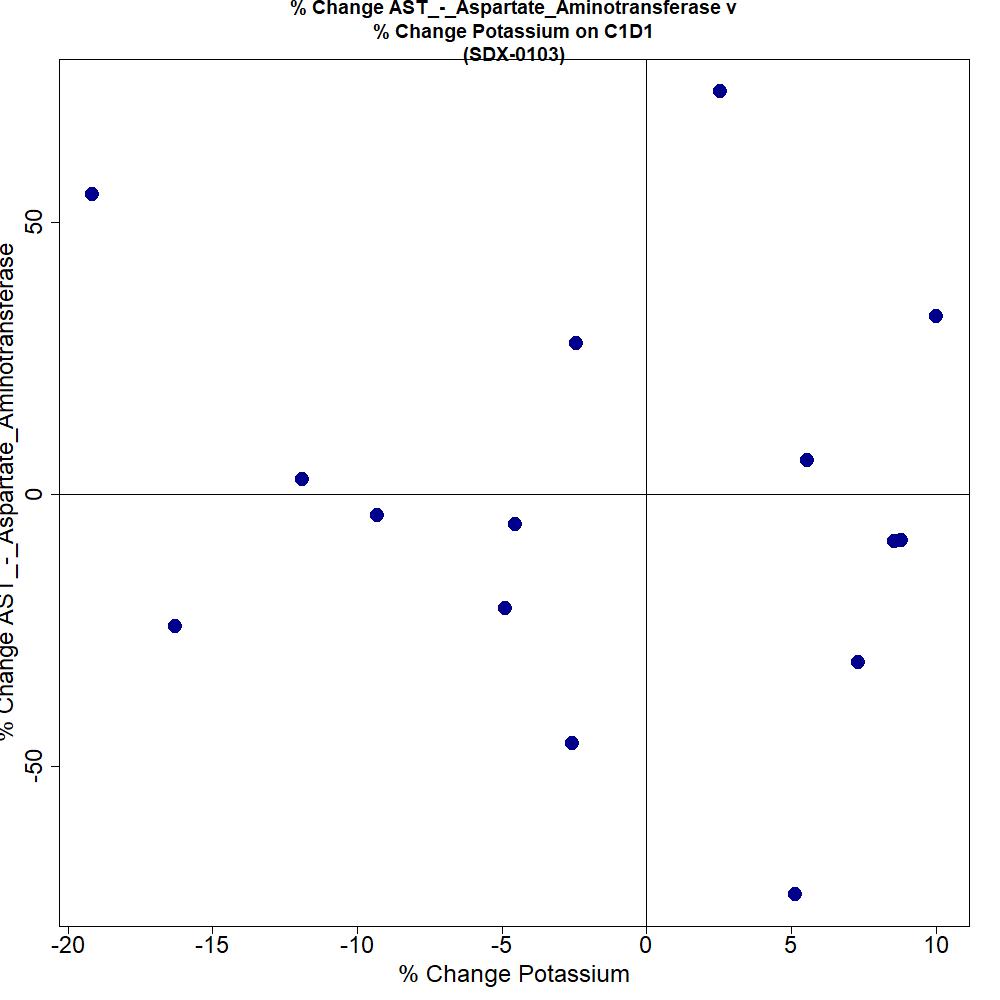 % Change AST_-_Aspartate_Aminotransferase v
% Change Potassium on C1D1
(SDX-0103)
% Change AST_-_Aspartate_Aminotransferase
50
0
-50
-20
-15
-10
-5
0
5
10
% Change Potassium